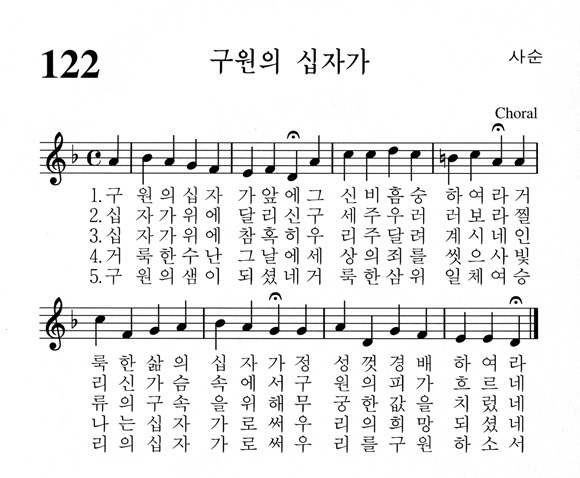 122 구원의 십자가 사순
Choral
1. 구 원의십자 가앞에그 신비흠숭 하여라거
2. 십 자가위에 달리신구 세주우러 러보라찔
3. 십 자가위에 참혹히우 리주달려 계시네인
4. 거 룩한수난 그날에세 상의죄를 씻으사빛
5. 구 원의샘이 되셨네거 룩한삼위 일체여승
룩한삶의 십자가정 성껏경배 하여라
리신가슴 속에서구 원의피가 흐르네
류의구속 을위해무 궁한값을 치렀네
나는십자 가로써우 리의희망 되셨네
리의십자 가로써우 리를구원 하소서